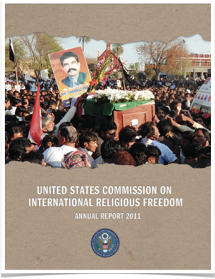 UNITED STATES COMMISSION ON
INTERNATIONAL RELIGIOUS FREEDOM
ANNUAL REPORT 2011